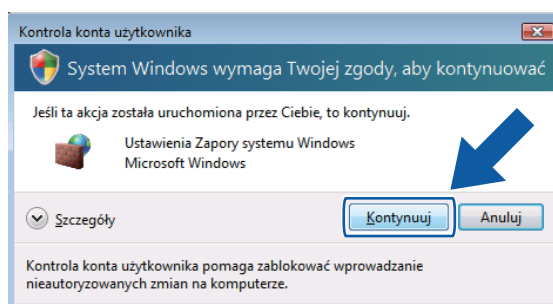 Kontrola konta użytkownika
System Windows wymaga Twojej zgody, aby kontynuować
Jeśli ta akcja została uruchomiona przez Ciebie, to kontynuuj.
Ustawienia Zapory systemu Windows
Microsoft Windows
Szczegóły
Kontynuuj
Anuluj
Kontrola konta użytkownika pomaga zablokować wprowadzanie
nieautoryzowanych zmian na komputerze.